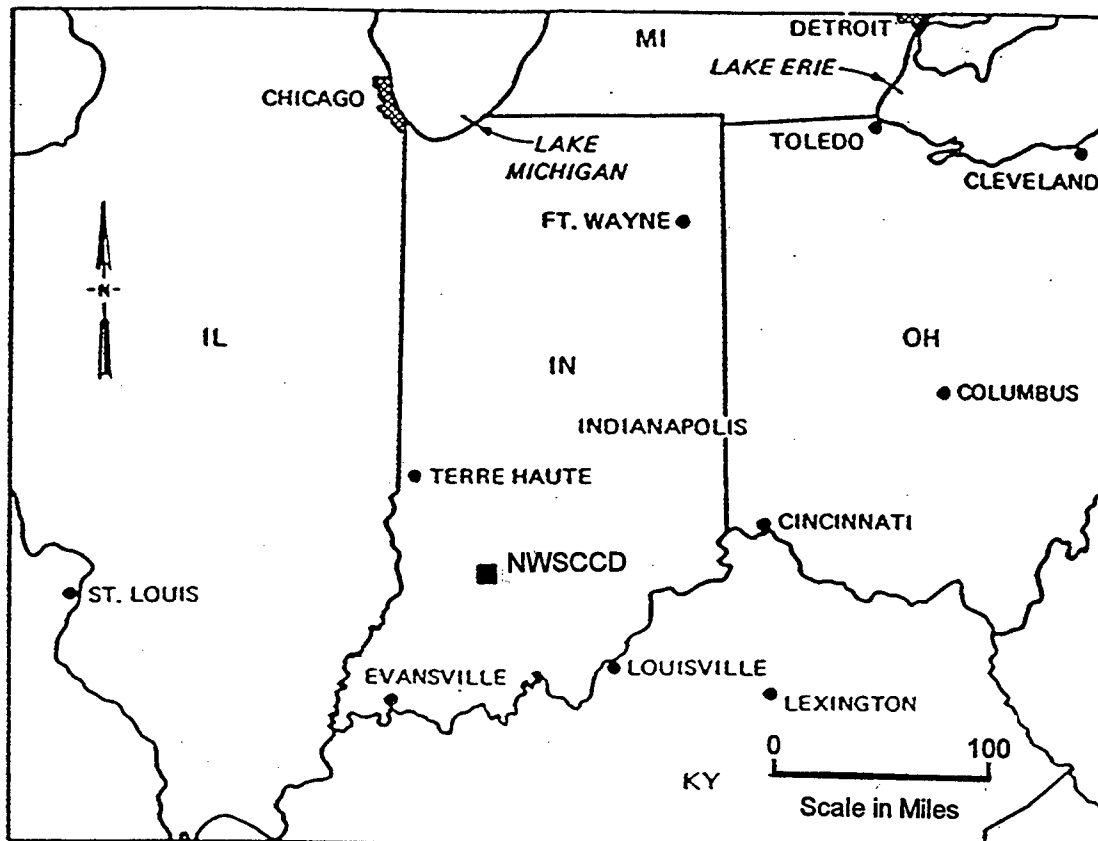 DETROIT
MI
LAKE ERIE
CHICAGO
TOLEDO
LAKE
MICHIGAN
CLEVELAND
FT. WAYNE
-N-
IL
OH
IN
COLUMBUS
INDIANAPOLIS
TERRE HAUTE
CINCINNATI
NWSCCD
ST. LOUIS
LOUISVILLE
EVANSVILLE
LEXINGTON
0 100
KY
Scale in Miles